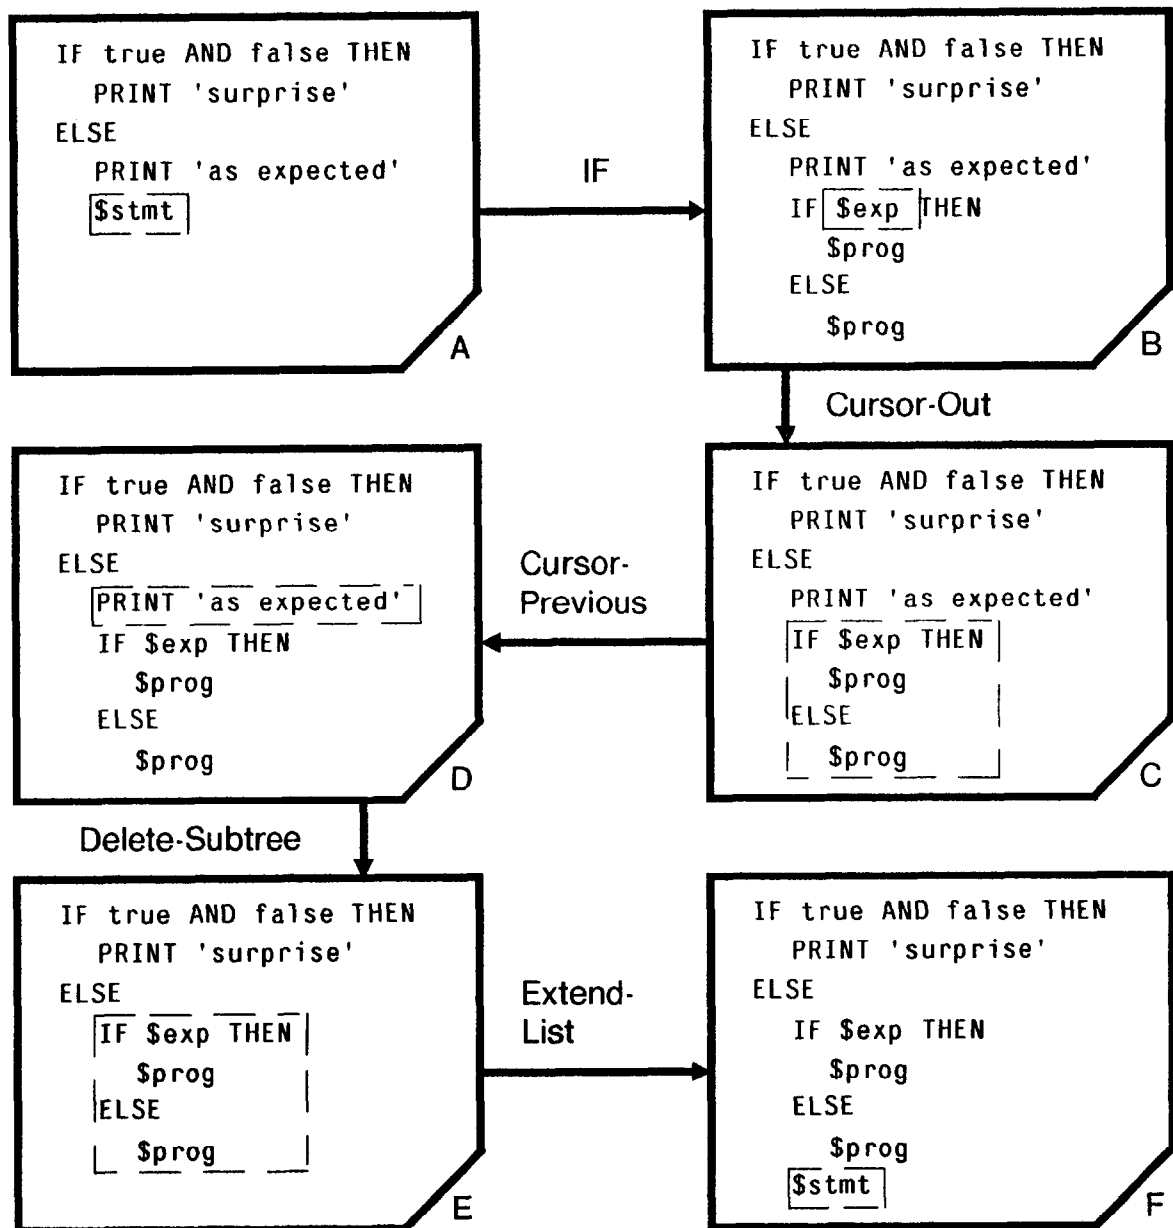 IF true AND false THEN
PRINT 'surprise'
ELSE
PRINT 'as expected'
$stmt
A
IF
IF true AND false THEN
PRINT 'surprise'
ELSE
PRINT 'as expected'
IF $exp THEN
$prog
ELSE
$prog
B
Cursor-Out
IF true AND false THEN
PRINT 'surprise'
ELSE
PRINT 'as expected'
IF $exp THEN
$prog
ELSE
$prog
C
Cursor-
Previous
IF true AND false THEN
PRINT 'surprise'
ELSE
PRINT 'as expected'
IF $exp THEN
$prog
ELSE
$prog
D
Delete-Subtree
IF true AND false THEN
PRINT 'surprise'
ELSE
IF $exp THEN
$prog
ELSE
$prog
E
Extend-
List
IF true AND false THEN
PRINT 'surprise'
ELSE
IF $exp THEN
$prog
ELSE
$prog
$stmt
F